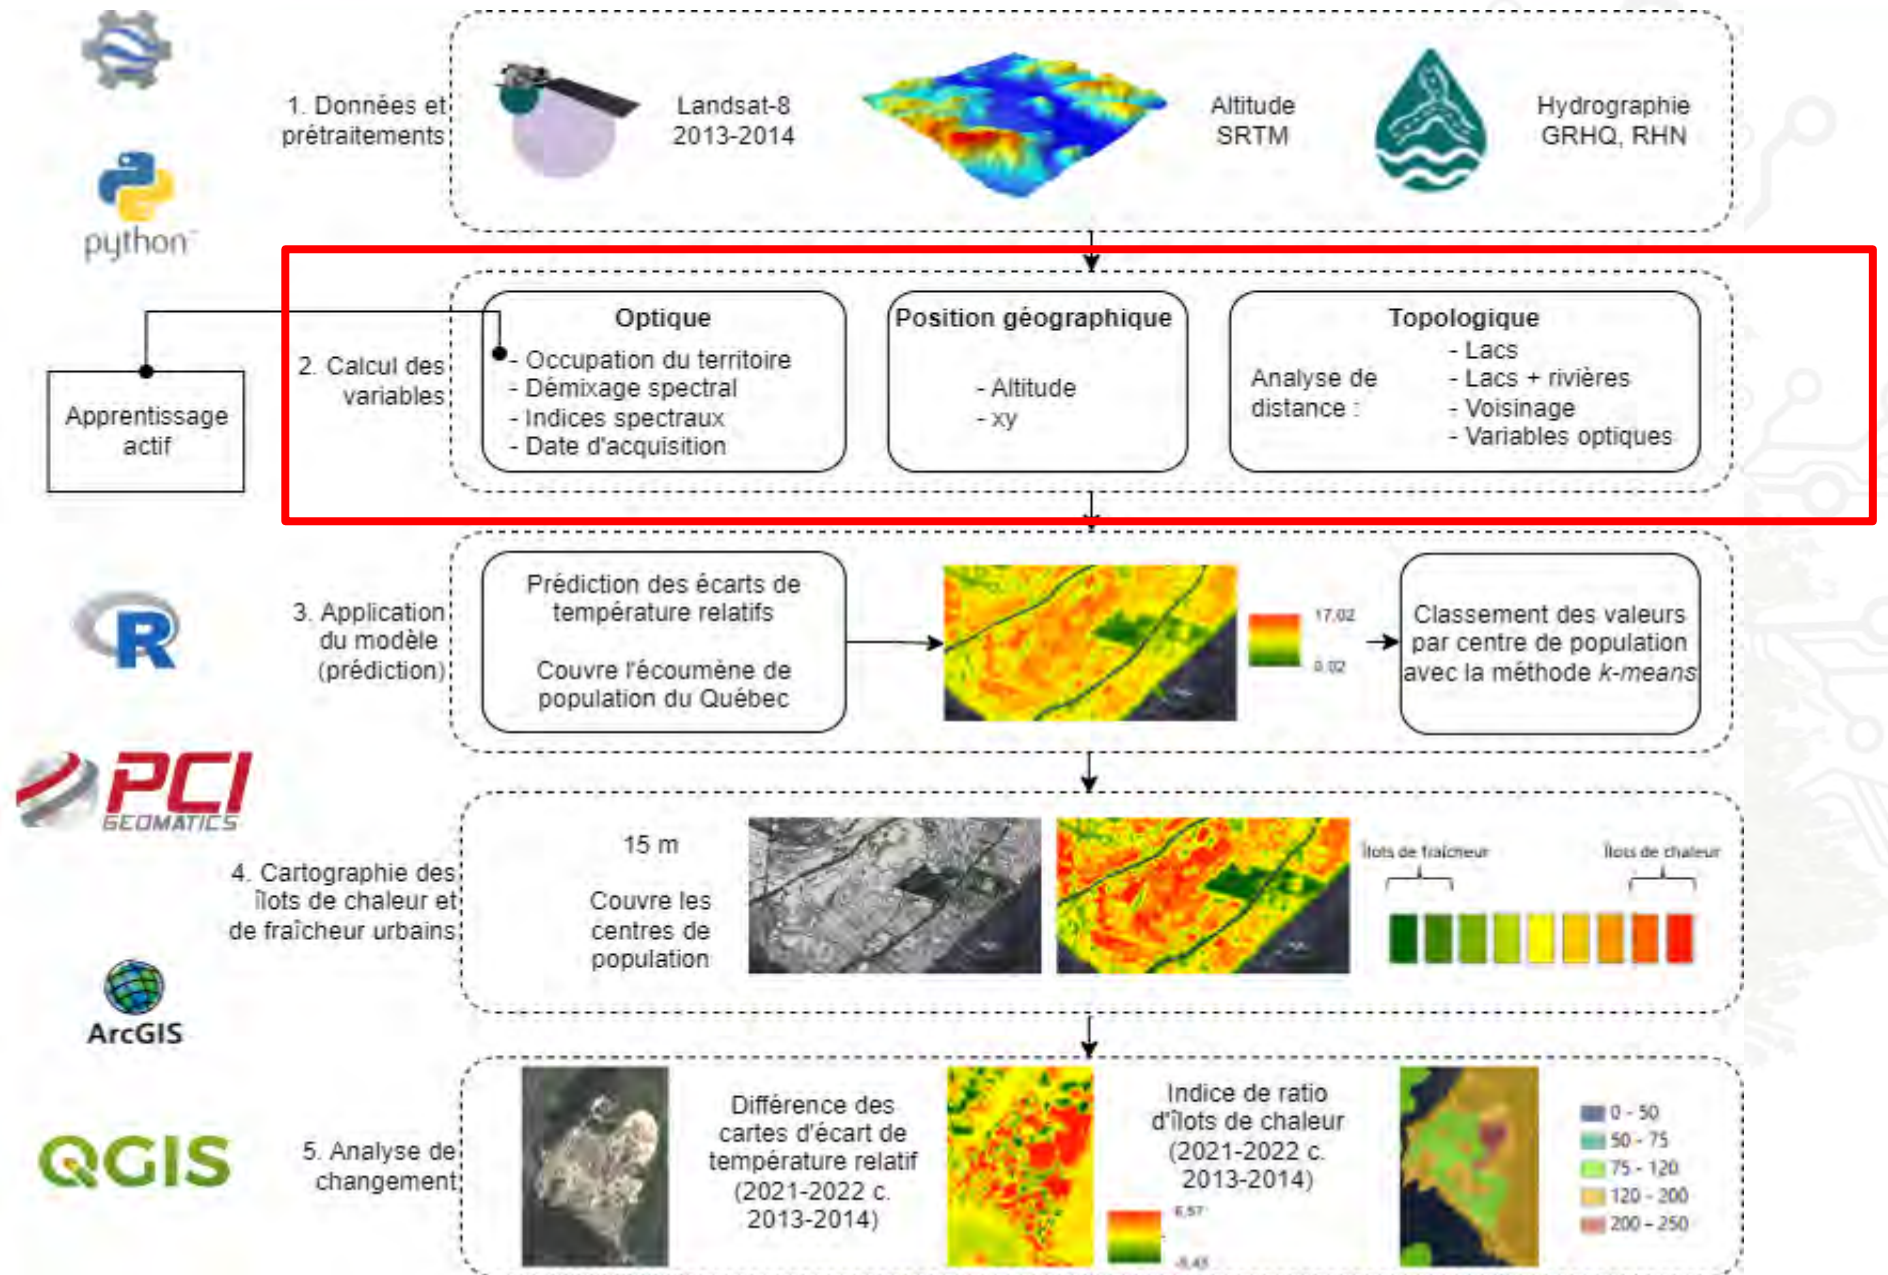 1. Données et
prétraitements
Landsat-8
2013-2014
Altitude
SRTM
Hydrographie
GRHQ, RHN
python
2. Calcul des
variables
Apprentissage
actif
Optique
- Occupation du territoire
- Démixage spectral
- Indices spectraux
- Date d'acquisition
Position géographique
- Altitude
- xy
Topologique
Analyse de
distance :
- Lacs
- Lacs + rivières
- Voisinage
- Variables optiques
R
3. Application
du modèle
(prédiction)
Prédiction des écarts de
température relatifs
Couvre l'écoumène de
population du Québec
17,02
0,02
Classement des valeurs
par centre de population
avec la méthode k-means
PCI
GEOMATICS
4. Cartographie des
îlots de chaleur et
de fraîcheur urbains
15 m
Couvre les
centres de
population
Îlots de fraîcheur
Îlots de chaleur
ArcGIS
QGIS
5. Analyse de
changement
Différence des
cartes d'écart de
température relatif
(2021-2022 c.
2013-2014)
6,57
Indice de ratio
d'îlots de chaleur
(2021-2022 c.
2013-2014)
0 - 50
50 - 75
75 - 120
120 - 200
200 - 250